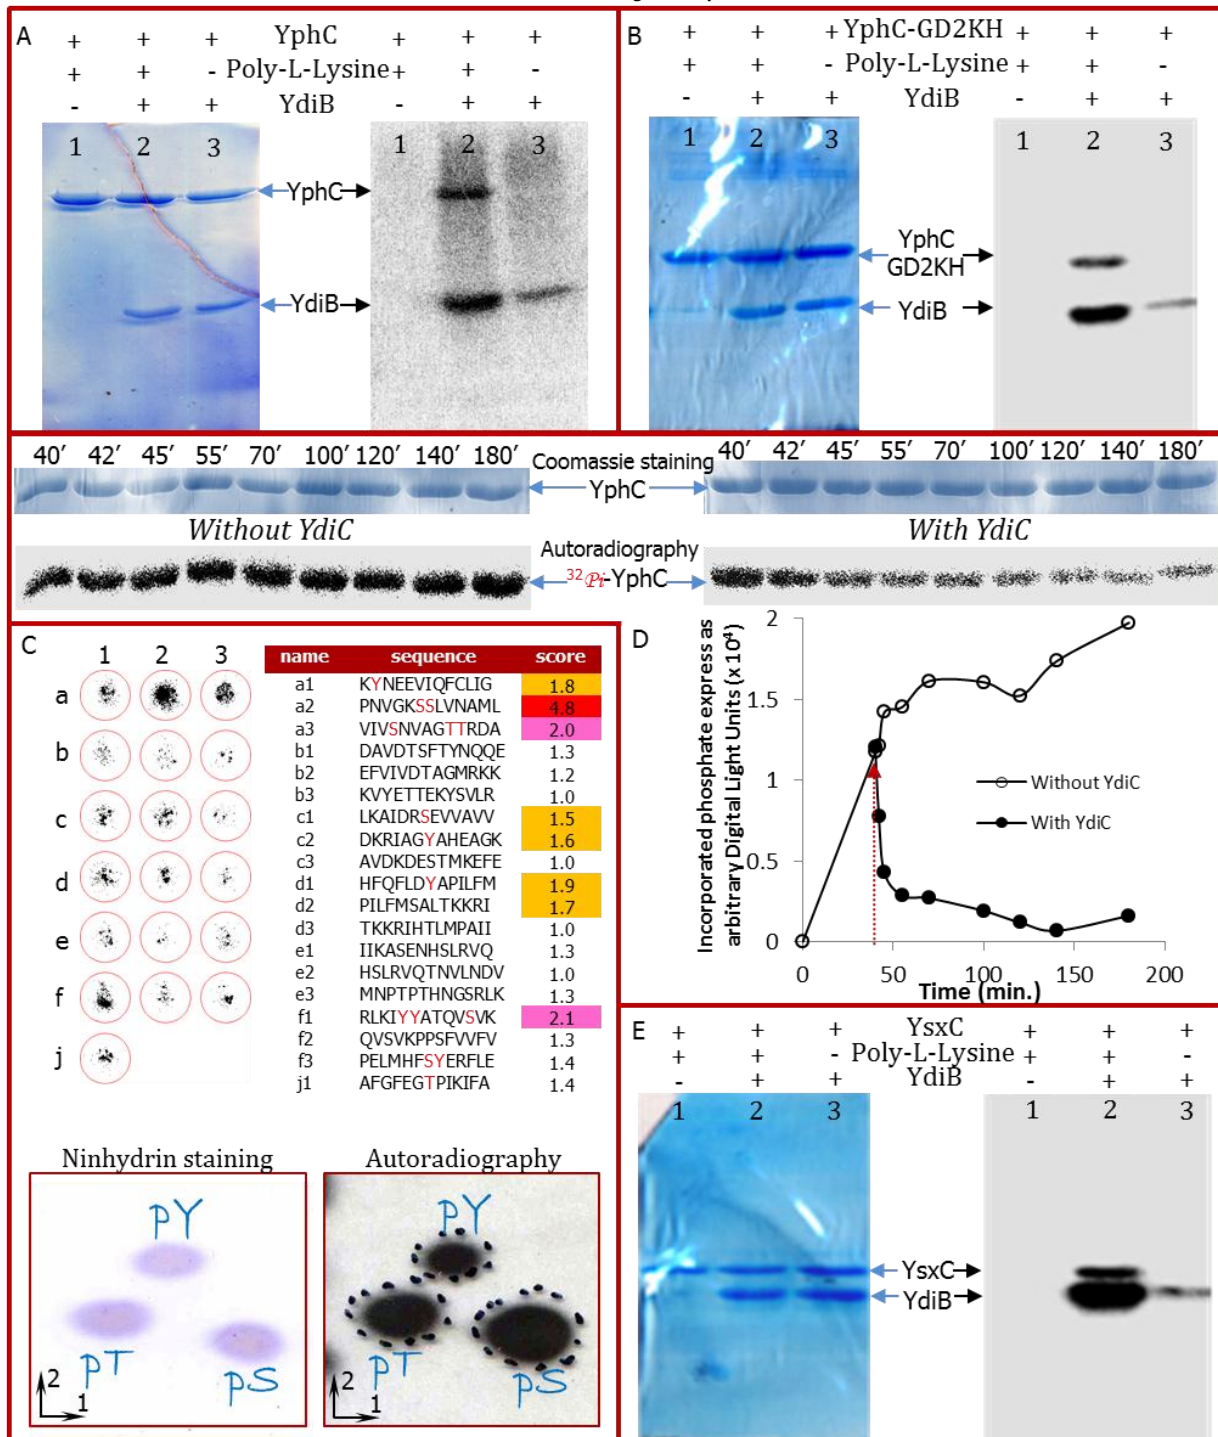 A
+ + + YphC + + +
+ + - Poly-L-Lysine + + -
- + + YdiB - + +
1 2 3 1 2 3
YphC
YdiB
B
+ + + YphC-GD2KH + + +
+ + - Poly-L-Lysine + + -
- + + YdiB - + +
1 2 3 1 2 3
YphC
GD2KH
YdiB
40′ 42′ 45′ 55′ 70′ 100′ 120′ 140′ 180′ Coomassie staining 40′ 42′ 45′ 55′ 70′ 100′ 120′ 140′ 180′
YphC
Without YdiC With YdiC
Autoradiography
32Pi-YphC
C
1 2 3
a
b
c
d
e
f
j
name sequence score
a1 KYNEEVIQFCLIG 1.8
a2 PNVGKSSLVNAML 4.8
a3 VIVSNVAGTTRDA 2.0
b1 DAVDTSFTYNQQE 1.3
b2 EFVIVDTAGMRKK 1.2
b3 KVYETTEKYSVLR 1.0
c1 LKAIDRSEVVAVV 1.5
c2 DKRIAGYAHEAGK 1.6
c3 AVDKDESTMKEFE 1.0
d1 HFQFLDYAPILFM 1.9
d2 PILFMSALTKKRI 1.7
d3 TKKRIHTLMPAII 1.0
e1 IIKASENHSLRVQ 1.3
e2 HSLRVQTNVLNDV 1.0
e3 MNPTPTHNGSRLK 1.3
f1 RLKIYYATQVSVK 2.1
f2 QVSVKPPSFVVFV 1.3
f3 PELMHFSYERFLE 1.4
j1 AFGFEGTPIKIFA 1.4
Ninhydrin staining Autoradiography
pY
pT
pS
2
1
pY
pT
pS
2
1
D
Incorporated phosphate express as
arbitrary Digital Light Units (x 10⁴)
2
1.5
1
0.5
0
Without YdiC
With YdiC
0 50 100 150 200
Time (min.)
E
+ + + YsxC + + +
+ + - Poly-L-Lysine + + -
- + + YdiB - + +
1 2 3 1 2 3
YsxC
YdiB